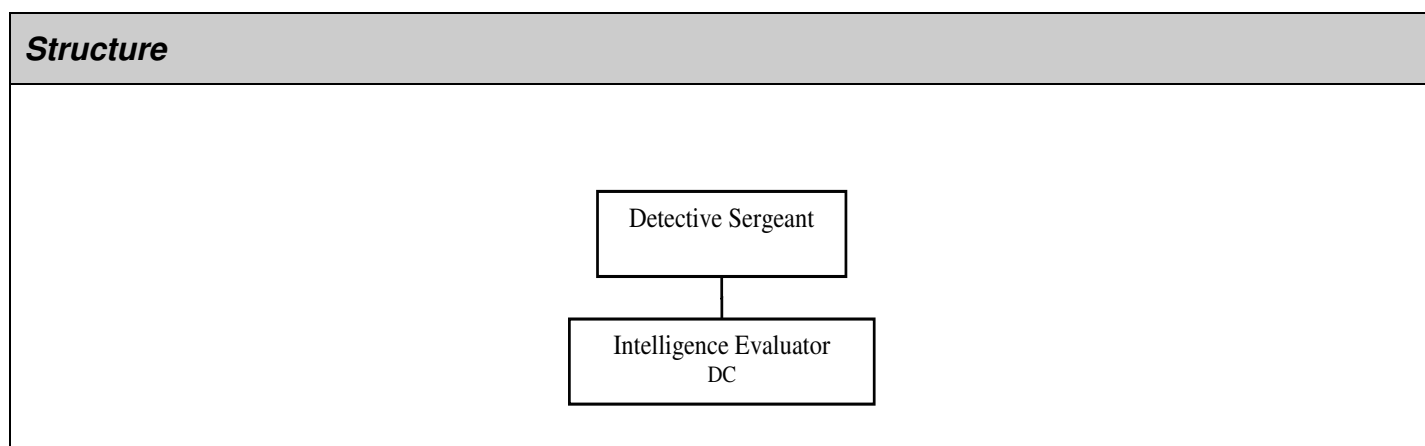 Structure
Detective Sergeant
Intelligence Evaluator
DC